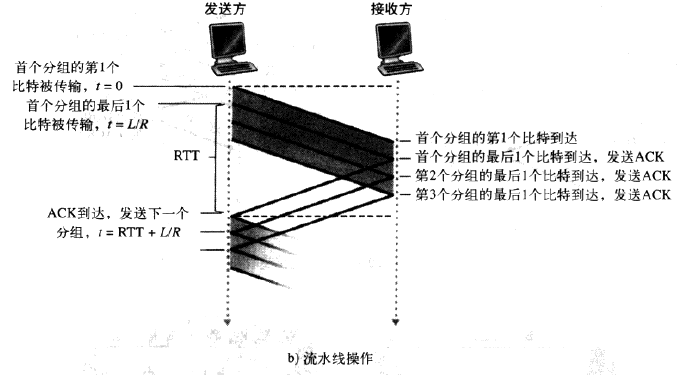 发送方
接收方
首个分组的第1个
比特被传输，t = 0
首个分组的最后1个
比特被传输，t = L/R
RTT
ACK到达，发送下一个
分组，t = RTT + L/R
首个分组的第1个比特到达
首个分组的最后1个比特到达，发送ACK
第2个分组的最后1个比特到达，发送ACK
第3个分组的最后1个比特到达，发送ACK
b) 流水线操作